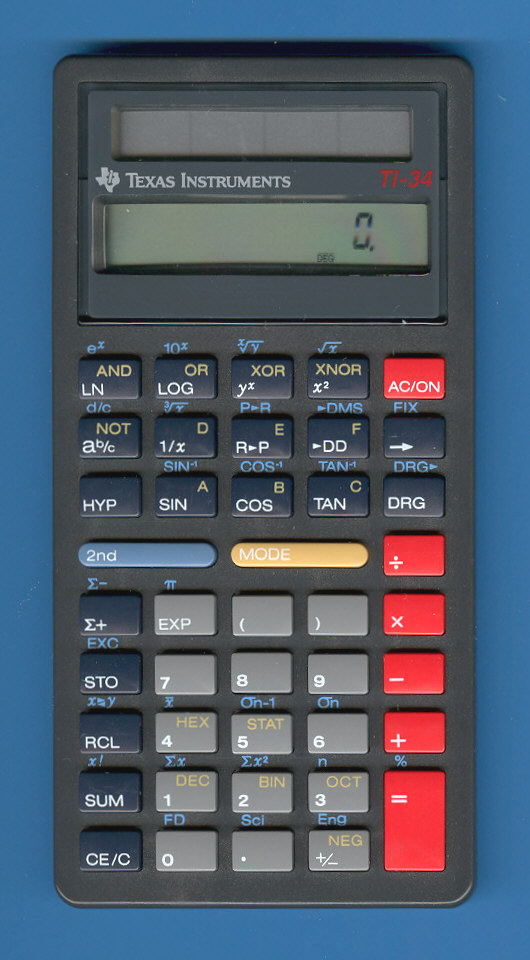 TEXAS INSTRUMENTS TI-34
0.
DEG
eˣ 10ˣ ˣ√y √x
AND OR XOR XNOR
LN LOG yˣ x² AC/ON
d/c ³√x P►R ►DMS FIX
NOT D E F
ab/c 1/x R►P ►DD →
SIN⁻¹ COS⁻¹ TAN⁻¹ DRG►
A B C
HYP SIN COS TAN DRG
2nd MODE ÷
Σ− π
Σ+ EXP ( ) ×
EXC
STO 7 8 9 −
x⇆y x̄ σn-1 σn
HEX STAT
RCL 4 5 6 +
x! Σx Σx² n %
DEC BIN OCT
SUM 1 2 3 =
FD Sci Eng
NEG
CE/C 0 . +/−